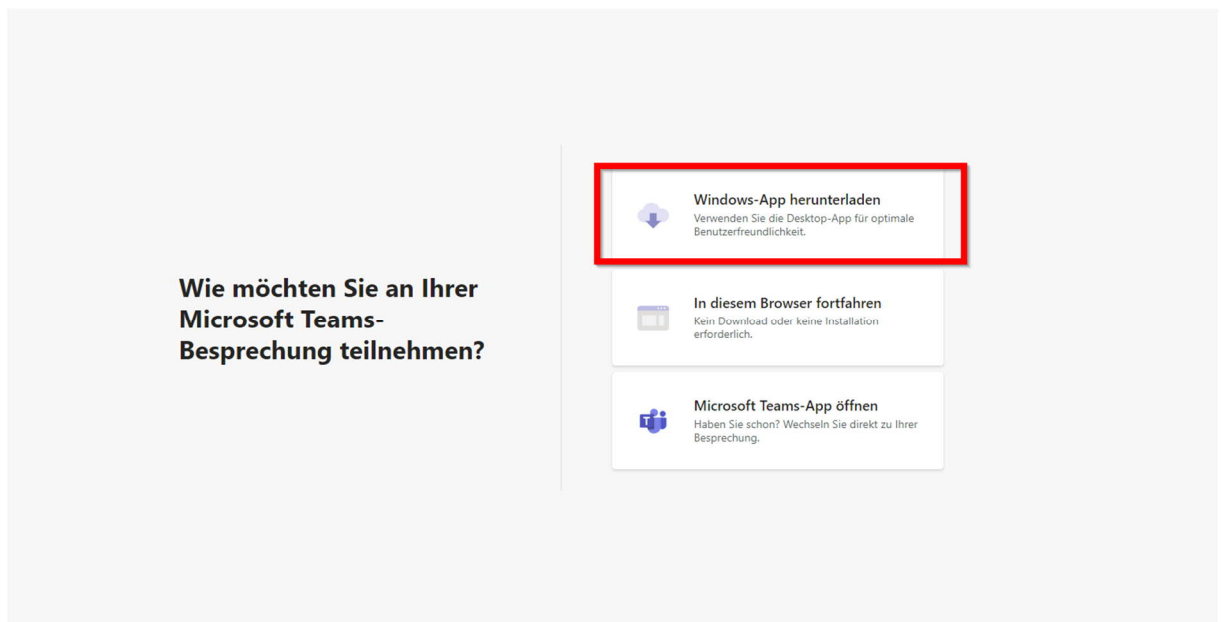 Windows-App herunterladen
Verwenden Sie die Desktop-App für optimale
Benutzerfreundlichkeit.
Wie möchten Sie an Ihrer
Microsoft Teams-
Besprechung teilnehmen?
In diesem Browser fortfahren
Kein Download oder keine Installation
erforderlich.
Microsoft Teams-App öffnen
Haben Sie schon? Wechseln Sie direkt zu Ihrer
Besprechung.